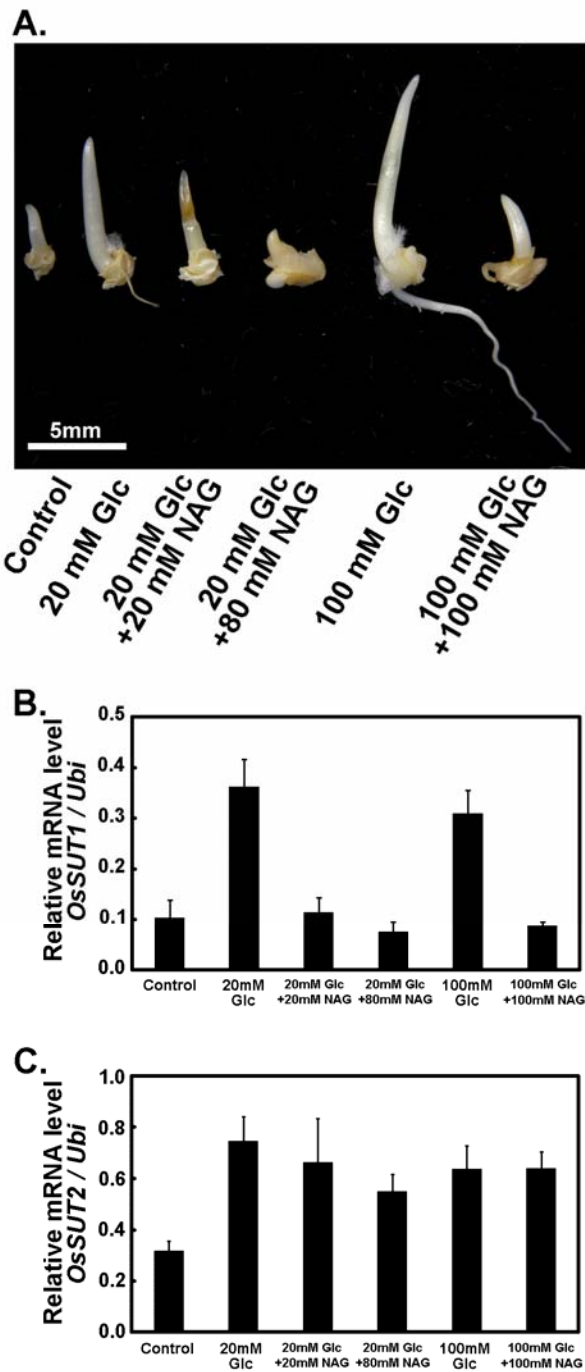 A.
5mm
Control
20 mM Glc
20 mM Glc
+20 mM NAG
20 mM Glc
+80 mM NAG
100 mM Glc
100 mM Glc
+100 mM NAG
B.
Relative mRNA level
OsSUT1 / Ubi
0.5
0.4
0.3
0.2
0.1
0.0
Control
20mM
Glc
20mM Glc
+20mM NAG
20mM Glc
+80mM NAG
100mM
Glc
100mM Glc
+100mM NAG
C.
Relative mRNA level
OsSUT2 / Ubi
1.0
0.8
0.6
0.4
0.2
0.0
Control
20mM
Glc
20mM Glc
+20mM NAG
20mM Glc
+80mM NAG
100mM
Glc
100mM Glc
+100mM NAG